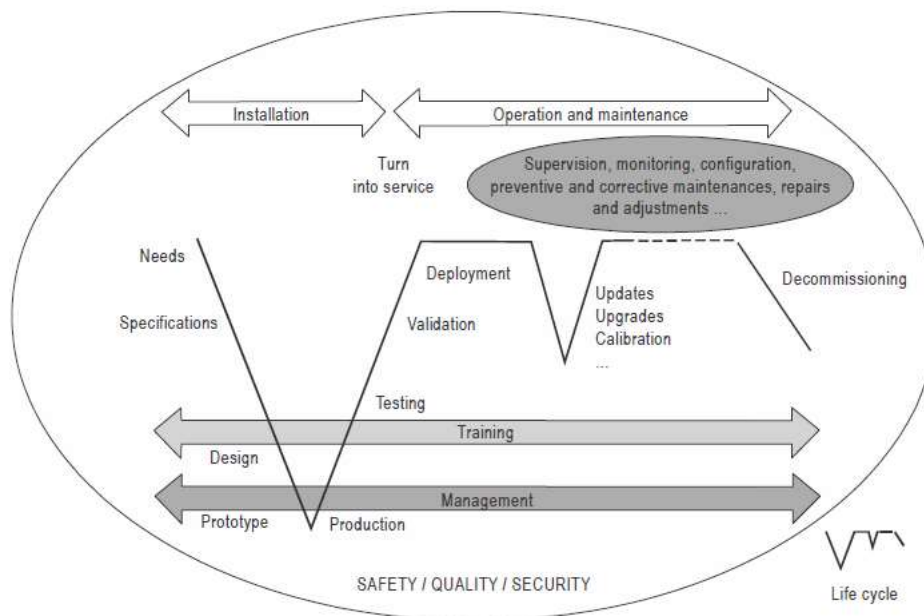 Installation
Operation and maintenance
Turn
into service
Supervision, monitoring, configuration,
preventive and corrective maintenances, repairs
and adjustments ...
Needs
Deployment
Decommissioning
Specifications
Validation
Updates
Upgrades
Calibration
...
Testing
Training
Design
Management
Prototype
Production
SAFETY / QUALITY / SECURITY
Life cycle